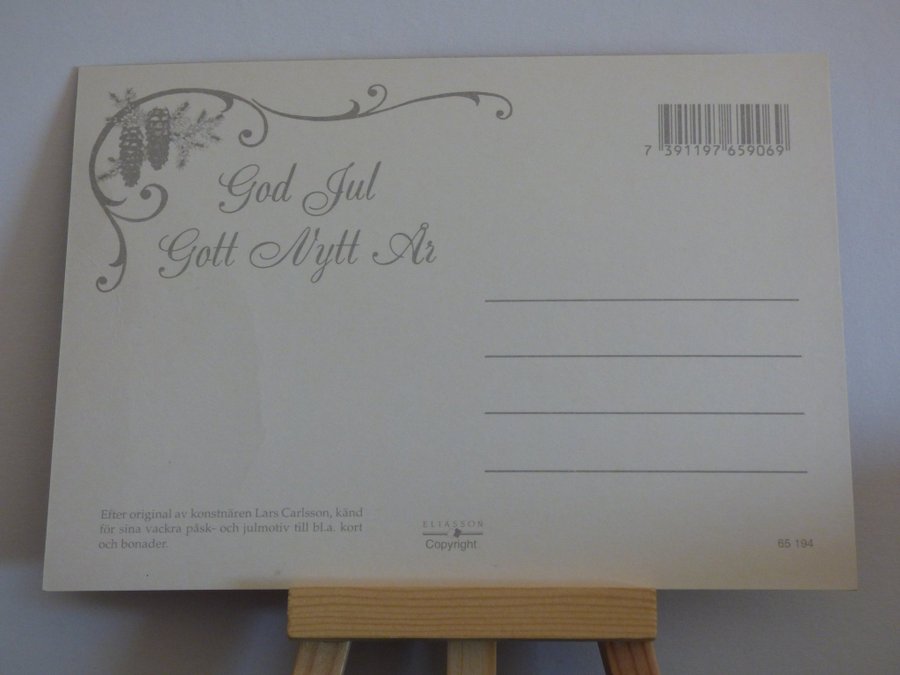 God Jul
Gott Nytt År
7 391197 659069
Efter original av konstnären Lars Carlsson, känd
för sina vackra påsk- och julmotiv till bl.a. kort
och bonader.
ELIASSON
Copyright
65 194